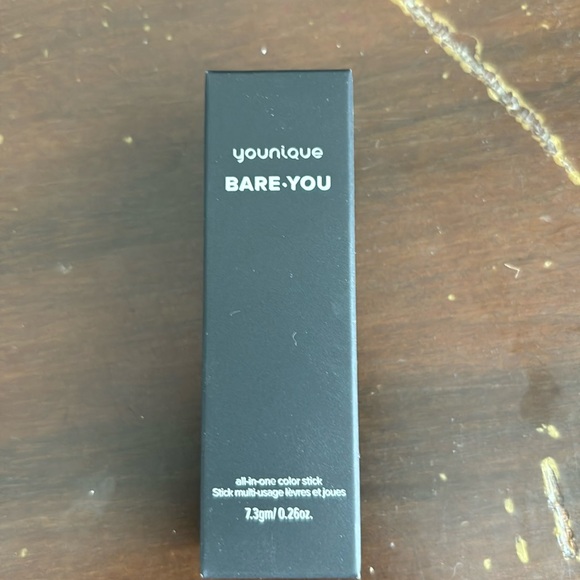 younique
BARE·YOU
all-in-one color stick
Stick multi-usage lèvres et joues
7.3gm/0.26oz.